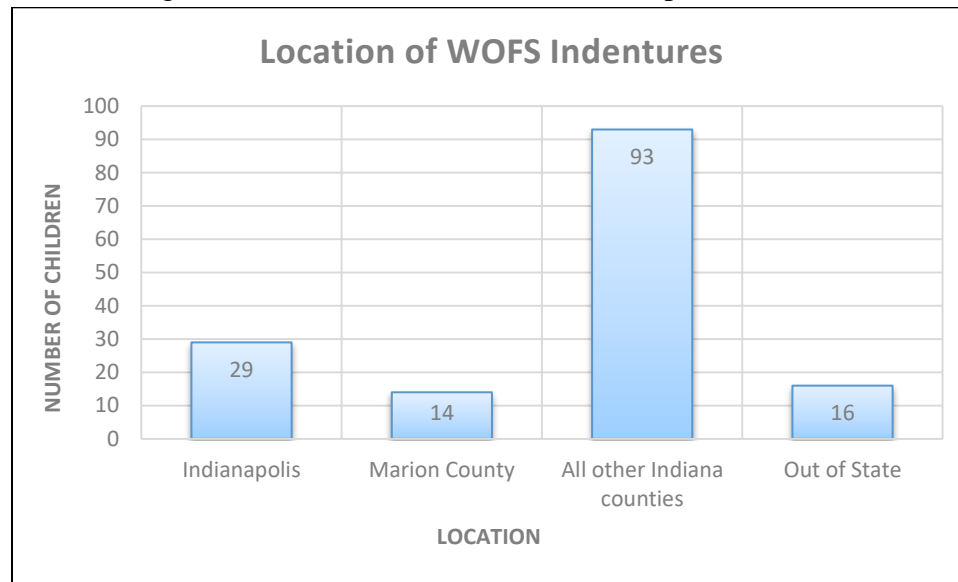 Location of WOFS Indentures
NUMBER OF CHILDREN
100
90
80
70
60
50
40
30
20
10
0
29
14
93
16
Indianapolis
Marion County
All other Indiana
counties
Out of State
LOCATION